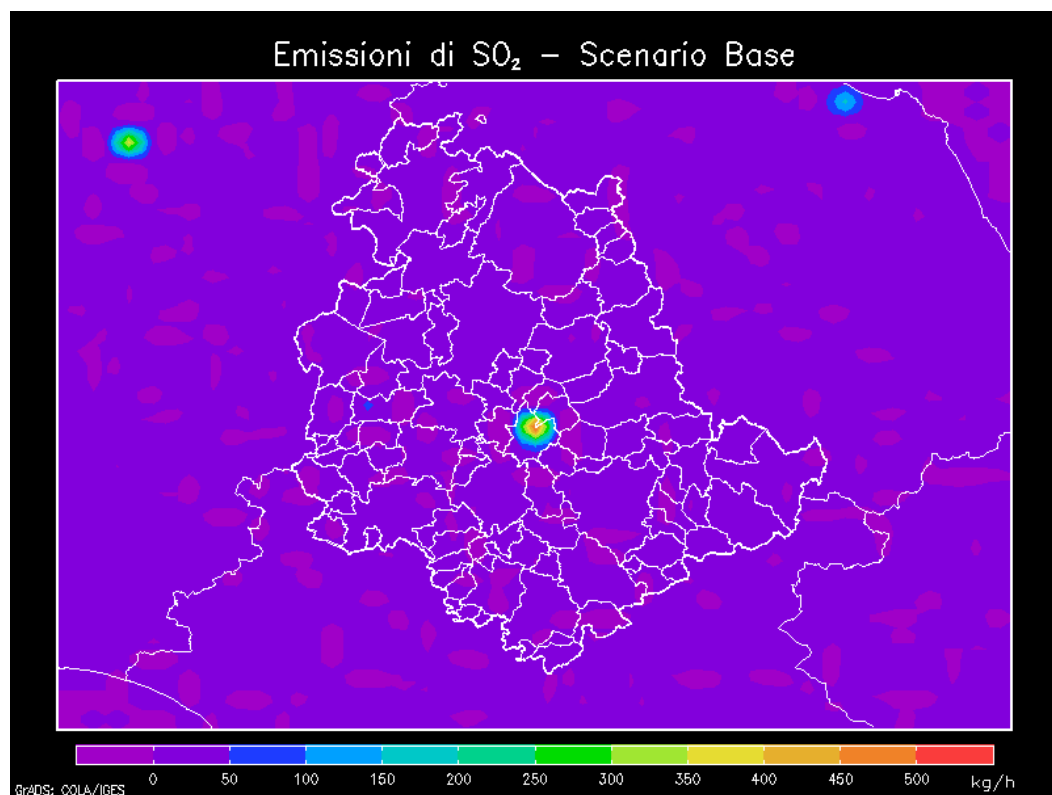 Emissioni di SO₂ – Scenario Base
0 50 100 150 200 250 300 350 400 450 500 kg/h
GrADS: COLA/IGES